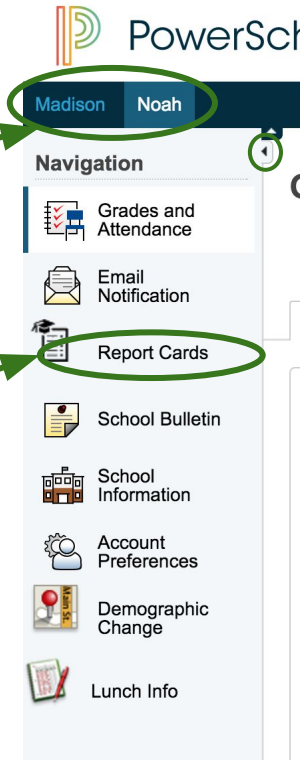 PowerSch
Madison Noah
Navigation
Grades and
Attendance
Email
Notification
Report Cards
School Bulletin
School
Information
Account
Preferences
Main St.
Demographic
Change
Lunch Info